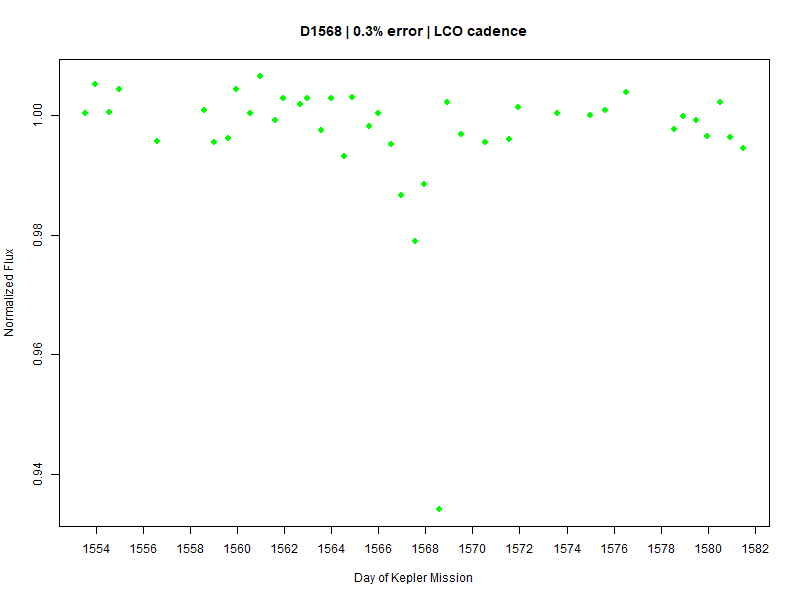 D1568 | 0.3% error | LCO cadence
1.00
0.98
0.96
0.94
Normalized Flux
1554 1556 1558 1560 1562 1564 1566 1568 1570 1572 1574 1576 1578 1580 1582
Day of Kepler Mission